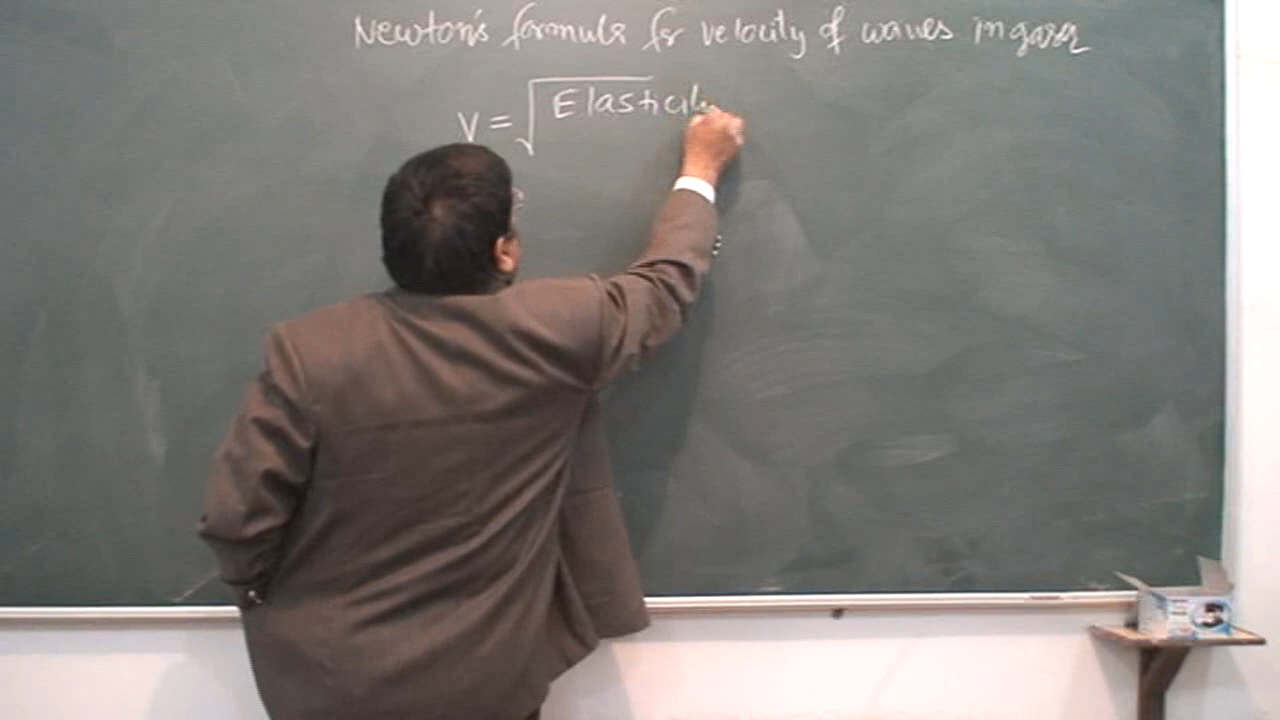 Newton's formula for velocity of waves in gases
V = √Elasticity